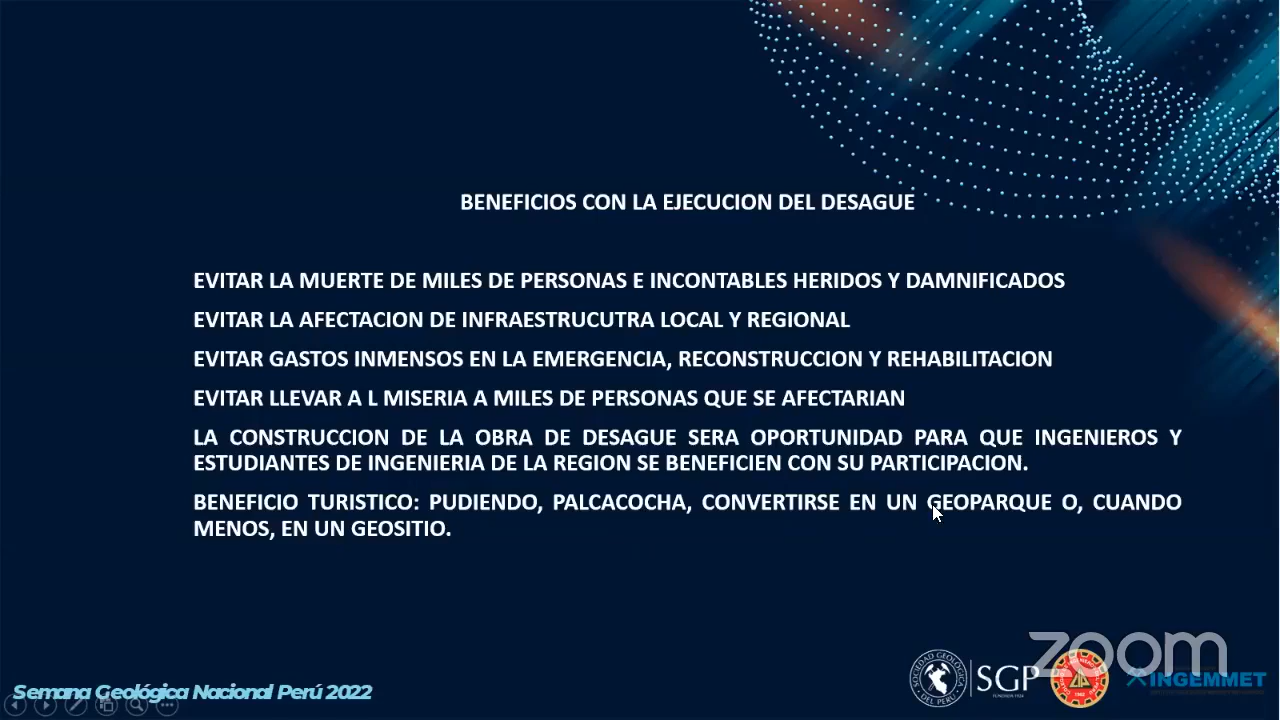 BENEFICIOS CON LA EJECUCION DEL DESAGUE
EVITAR LA MUERTE DE MILES DE PERSONAS E INCONTABLES HERIDOS Y DAMNIFICADOS
EVITAR LA AFECTACION DE INFRAESTRUCUTRA LOCAL Y REGIONAL
EVITAR GASTOS INMENSOS EN LA EMERGENCIA, RECONSTRUCCION Y REHABILITACION
EVITAR LLEVAR A L MISERIA A MILES DE PERSONAS QUE SE AFECTARIAN
LA CONSTRUCCION DE LA OBRA DE DESAGUE SERA OPORTUNIDAD PARA QUE INGENIEROS Y
ESTUDIANTES DE INGENIERIA DE LA REGION SE BENEFICIEN CON SU PARTICIPACION.
BENEFICIO TURISTICO: PUDIENDO, PALCACOCHA, CONVERTIRSE EN UN GEOPARQUE O, CUANDO
MENOS, EN UN GEOSITIO.
zoom
Semana Geológica Nacional Perú 2022
SOCIEDAD GEOLÓGICA
DEL PERÚ
SGP
INGEMMET